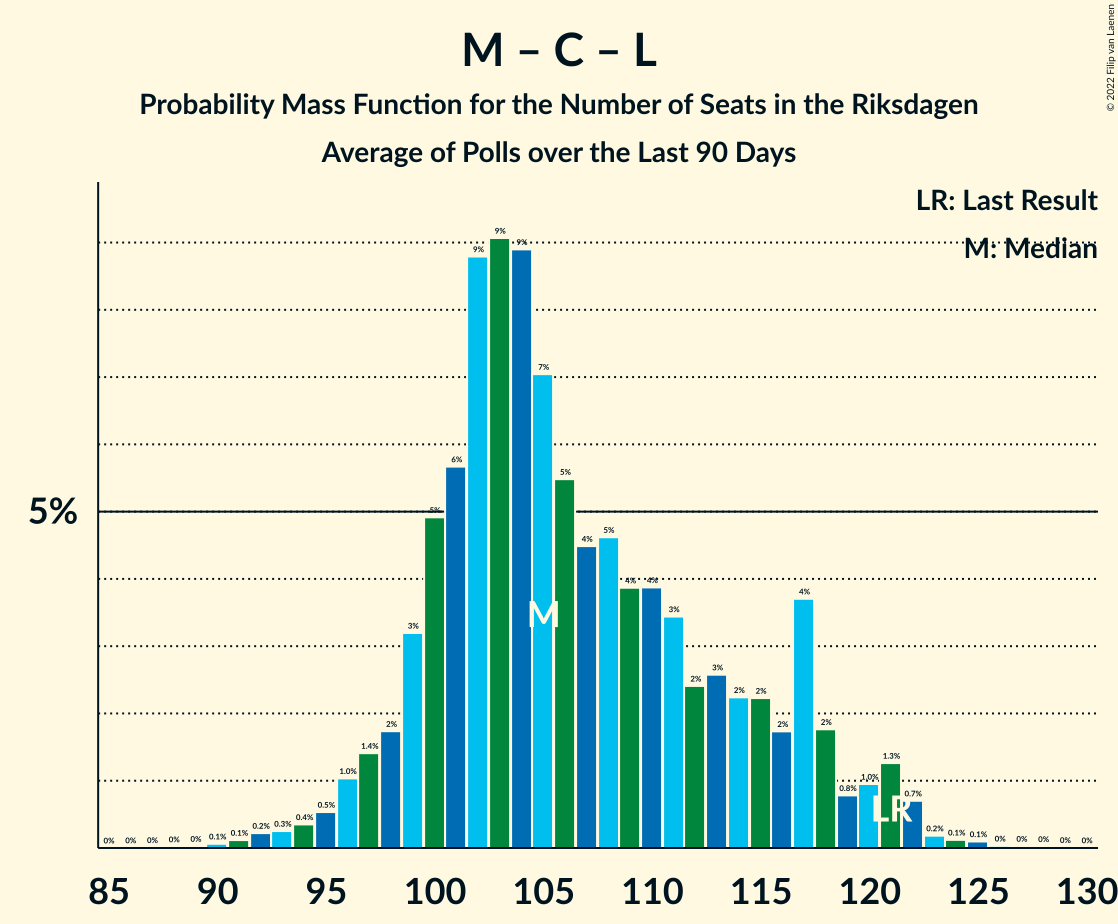 M – C – L
Probability Mass Function for the Number of Seats in the Riksdagen
Average of Polls over the Last 90 Days
© 2022 Filip van Laenen
LR: Last Result
M: Median
5%
0% 0% 0% 0% 0% 0.1% 0.1% 0.2% 0.3% 0.4% 0.5% 1.0% 1.4% 2% 3% 5% 6% 9% 9% 9% 7% 5% 4% 5% 4% 4% 3% 2% 3% 2% 2% 2% 4% 2% 0.8% 1.0% 1.3% 0.7% 0.2% 0.1% 0.1% 0% 0% 0% 0% 0%
M
LR
85 90 95 100 105 110 115 120 125 130